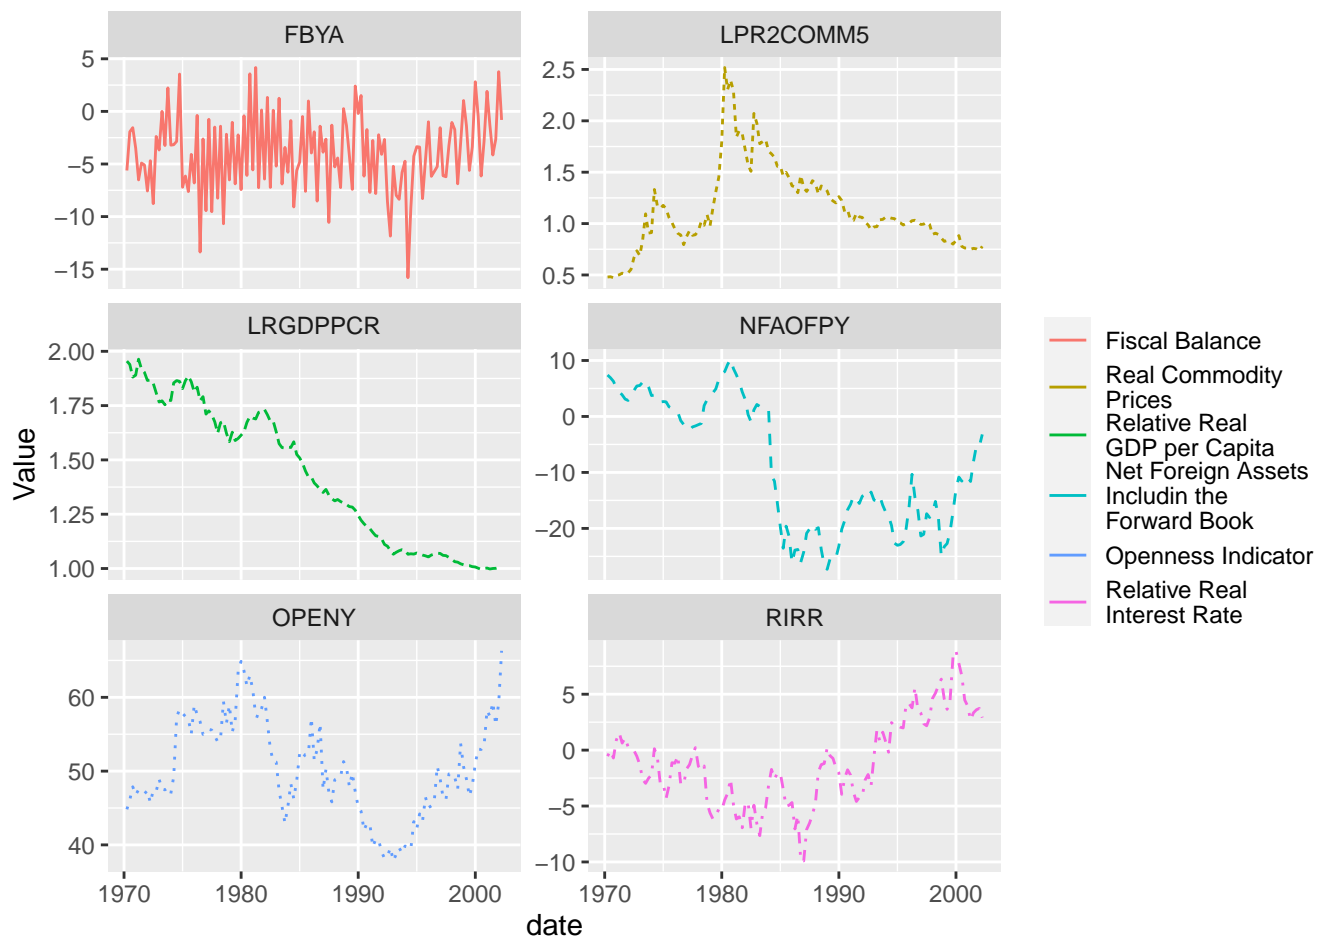 FBYA
LPR2COMM5
5
0
−5
−10
−15
2.5
2.0
1.5
1.0
0.5
LRGDPPCR
NFAOFPY
2.00
1.75
1.50
1.25
1.00
10
0
−10
−20
OPENY
RIRR
60
50
40
5
0
−5
−10
1970
1980
1990
2000
1970
1980
1990
2000
date
Value
Fiscal Balance
Real Commodity
Prices
Relative Real
GDP per Capita
Net Foreign Assets
Includin the
Forward Book
Openness Indicator
Relative Real
Interest Rate